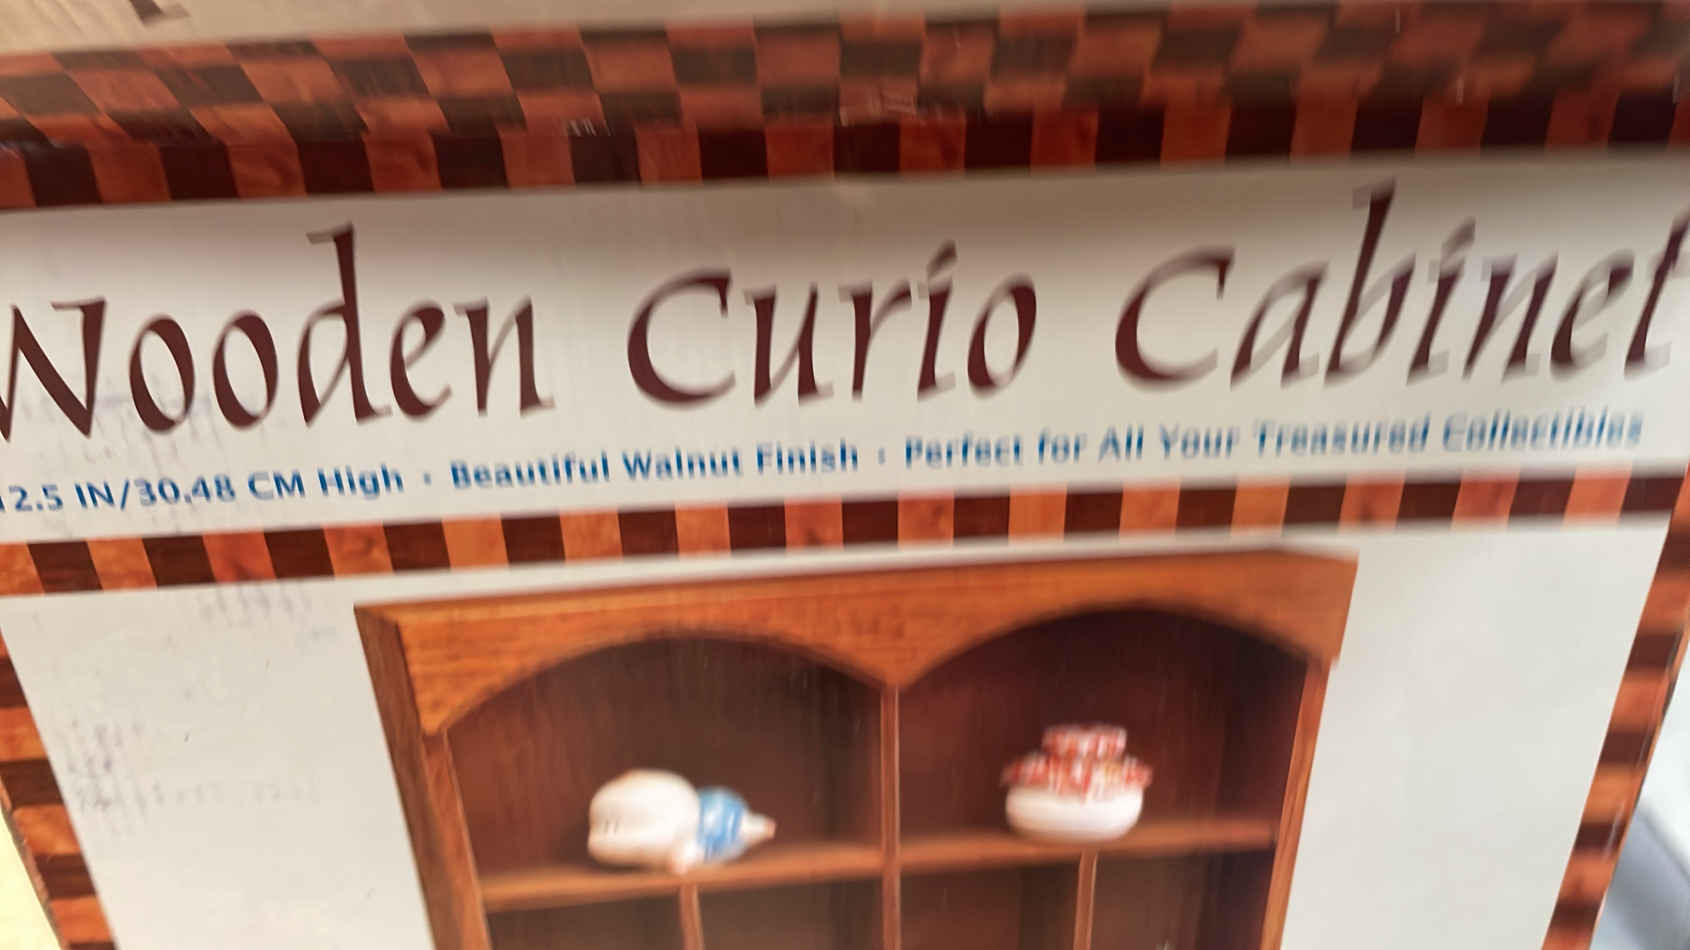 Wooden Curio Cabinet
12.5 IN/30.48 CM High · Beautiful Walnut Finish · Perfect for All Your Treasured Collectibles